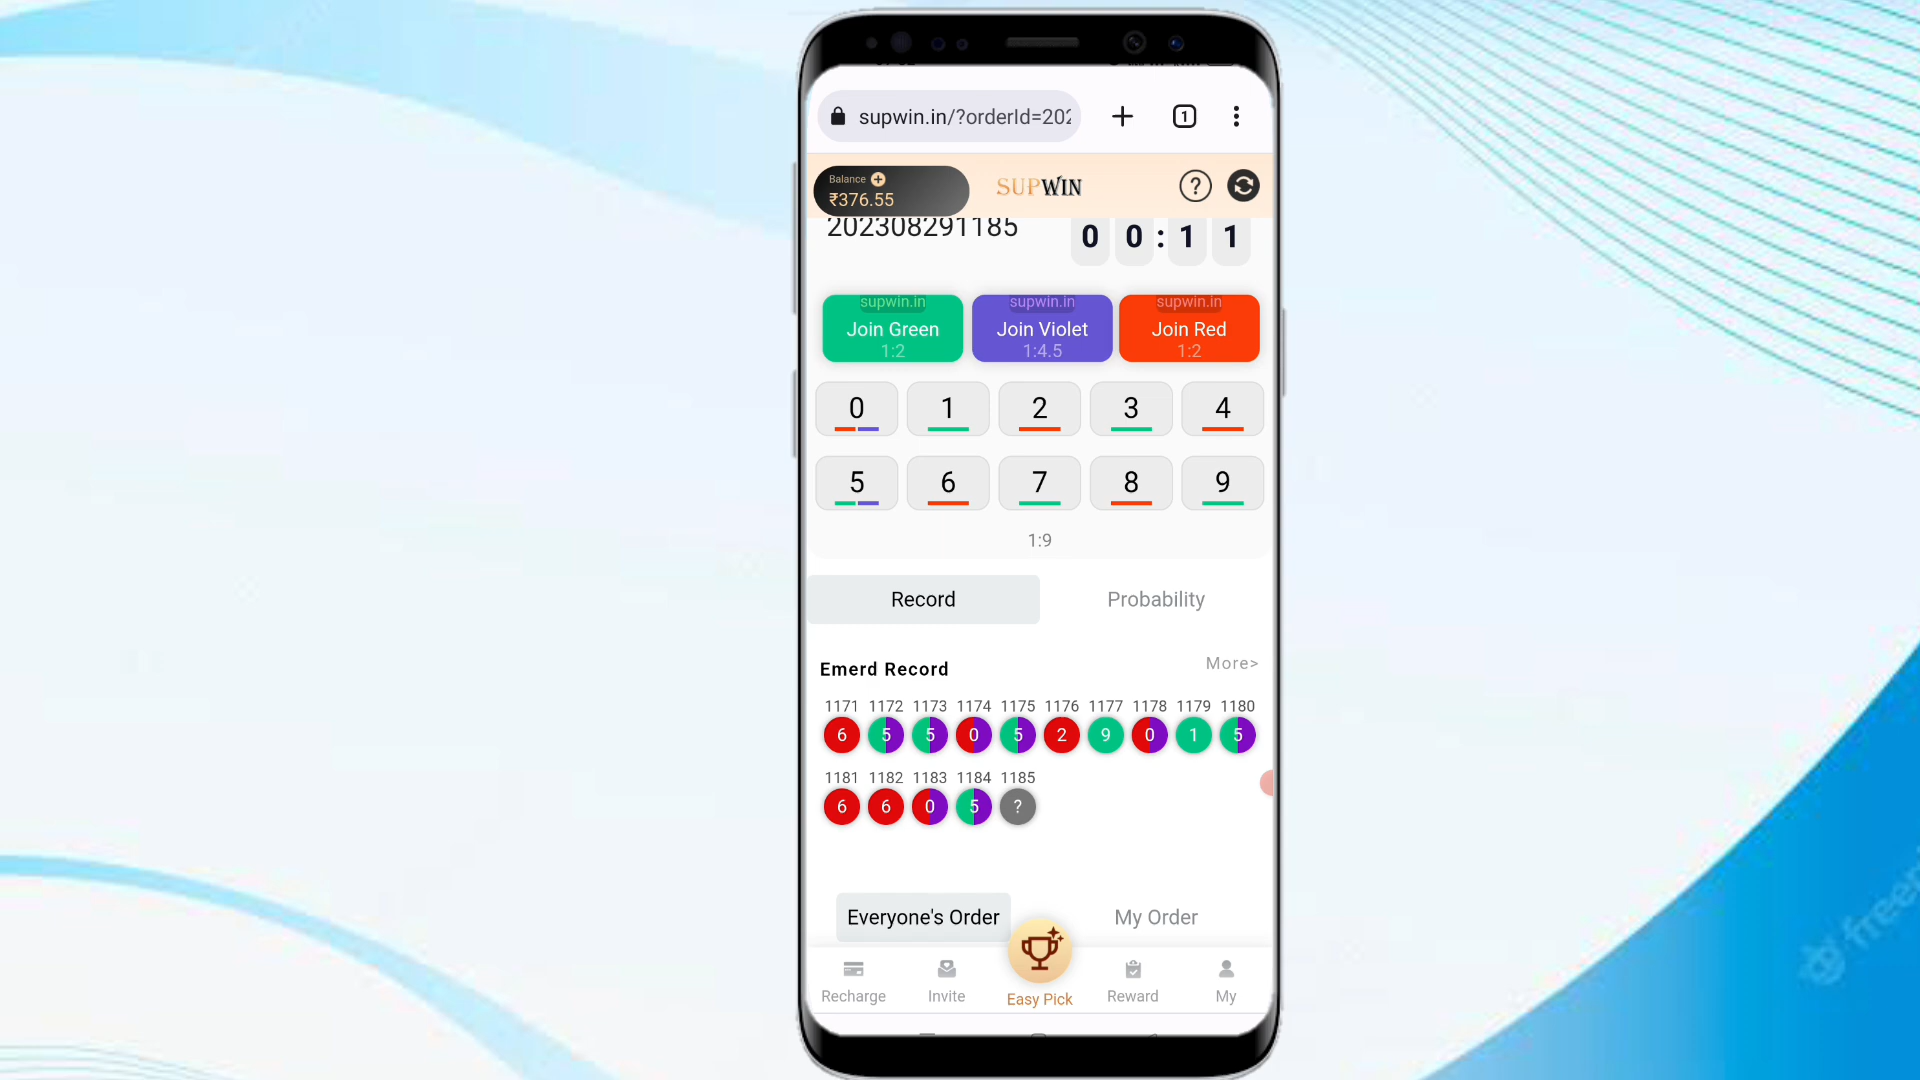 supwin.in/?orderId=202
1
Balance
₹376.55
SUPWIN
?
202308291185
0 0 : 1 1
supwin.in supwin.in supwin.in
Join Green Join Violet Join Red
1:2 1:4.5 1:2
0 1 2 3 4
5 6 7 8 9
1:9
Record Probability
Emerd Record More>
1171 1172 1173 1174 1175 1176 1177 1178 1179 1180
6 5 5 0 5 2 9 0 1 5
1181 1182 1183 1184 1185
6 6 0 5 ?
Everyone's Order My Order
Recharge Invite Easy Pick Reward My